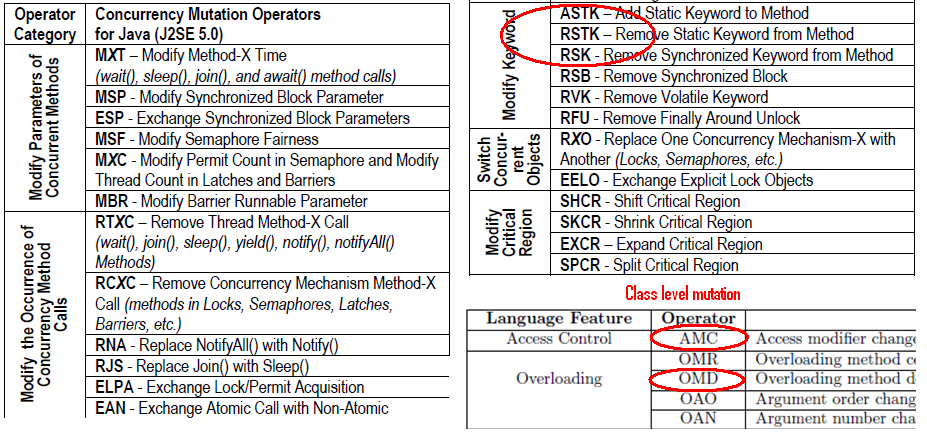 Operator Category
Concurrency Mutation Operators for Java (J2SE 5.0)
Modify Parameters of Concurrent Methods
MXT – Modify Method-X Time
(wait(), sleep(), join(), and await() method calls)
MSP - Modify Synchronized Block Parameter
ESP - Exchange Synchronized Block Parameters
MSF - Modify Semaphore Fairness
MXC - Modify Permit Count in Semaphore and Modify
Thread Count in Latches and Barriers
MBR - Modify Barrier Runnable Parameter
Modify the Occurrence of Concurrency Method Calls
RTXC – Remove Thread Method-X Call
(wait(), join(), sleep(), yield(), notify(), notifyAll()
Methods)
RCXC – Remove Concurrency Mechanism Method-X
Call (methods in Locks, Semaphores, Latches,
Barriers, etc.)
RNA - Replace NotifyAll() with Notify()
RJS - Replace Join() with Sleep()
ELPA - Exchange Lock/Permit Acquisition
EAN - Exchange Atomic Call with Non-Atomic
Modify Keyword
ASTK – Add Static Keyword to Method
RSTK – Remove Static Keyword from Method
RSK - Remove Synchronized Keyword from Method
RSB - Remove Synchronized Block
RVK - Remove Volatile Keyword
RFU - Remove Finally Around Unlock
Switch Concur-rent Objects
RXO - Replace One Concurrency Mechanism-X with
Another (Locks, Semaphores, etc.)
EELO - Exchange Explicit Lock Objects
Modify Critical Region
SHCR - Shift Critical Region
SKCR - Shrink Critical Region
EXCR – Expand Critical Region
SPCR - Split Critical Region
Class level mutation
Language Feature Operator
Access Control AMC Access modifier change
Overloading
OMR Overloading method
OMD Overloading method
OAO Argument order
OAN Argument number